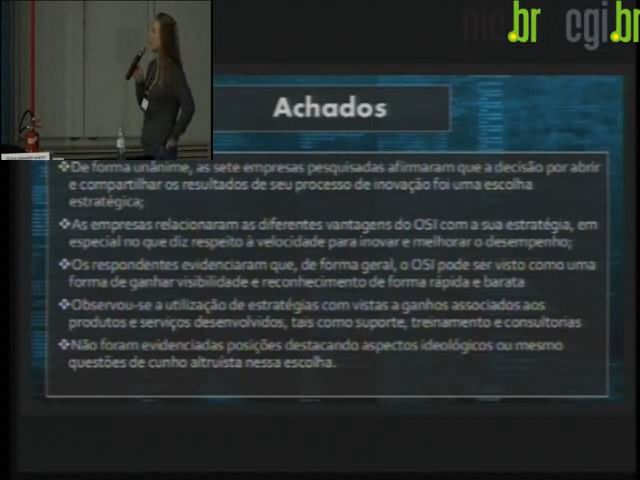 nic.br cgi.br
Achados
❖De forma unânime, as sete empresas pesquisadas afirmaram que a decisão por abrir
e compartilhar os resultados de seu processo de inovação foi uma escolha
estratégica;
❖As empresas relacionaram as diferentes vantagens do OSI com a sua estratégia, em
especial no que diz respeito à velocidade para inovar e melhorar o desempenho;
❖Os respondentes evidenciaram que, de forma geral, o OSI pode ser visto como uma
forma de ganhar visibilidade e reconhecimento de forma rápida e barata
❖Observou-se a utilização de estratégias com vistas a ganhos associados aos
produtos e serviços desenvolvidos, tais como suporte, treinamento e consultorias
❖Não foram evidenciadas posições destacando aspectos ideológicos ou mesmo
questões de cunho altruísta nessa escolha.